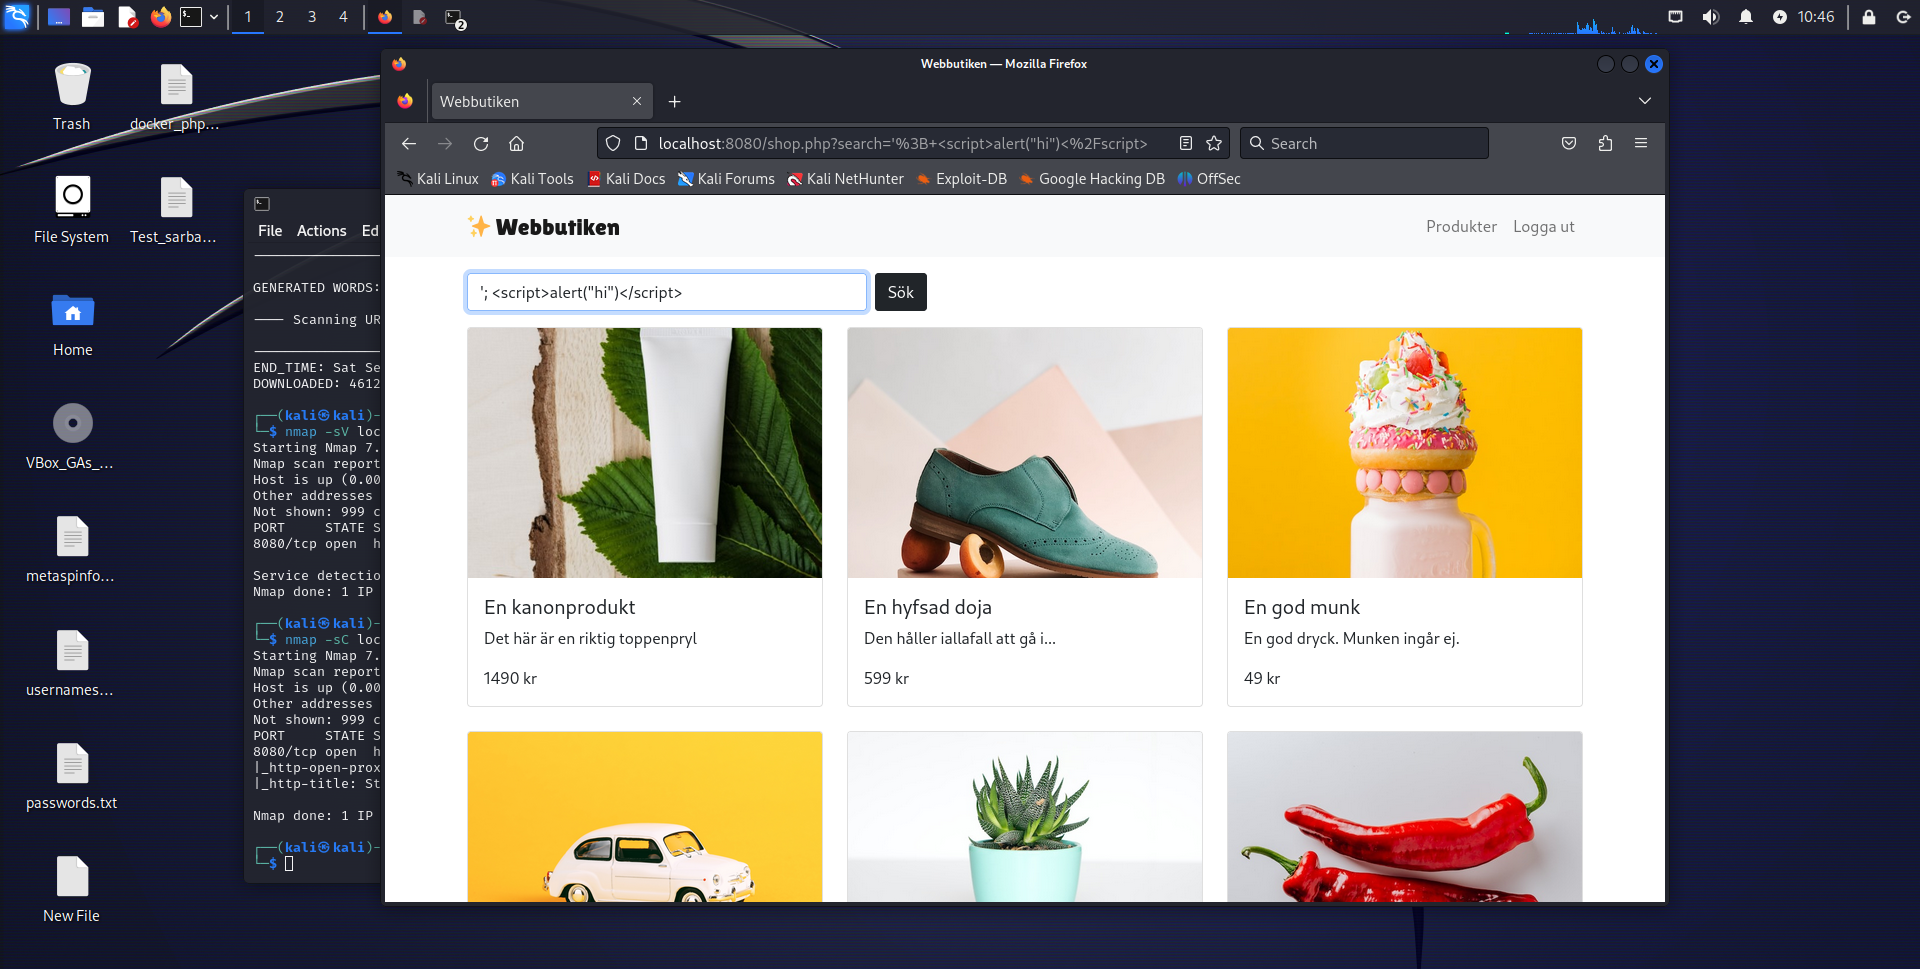 1 2 3 4
2
10:46
Trash
docker_php...
File System
Test_sarba...
Home
VBox_GAs_...
metaspinfo...
usernames...
passwords.txt
New File
File Actions Ed
GENERATED WORDS:
---- Scanning UR
END_TIME: Sat Se
DOWNLOADED: 4612
┌──(kali㉿kali)-
└─$ nmap -sV loc
Starting Nmap 7.
Nmap scan report
Host is up (0.00
Other addresses
Not shown: 999 c
PORT     STATE S
8080/tcp open  h
Service detectio
Nmap done: 1 IP
┌──(kali㉿kali)-
└─$ nmap -sC loc
Starting Nmap 7.
Nmap scan report
Host is up (0.00
Other addresses
Not shown: 999 c
PORT     STATE S
8080/tcp open  h
|_http-open-prox
|_http-title: St
Nmap done: 1 IP
┌──(kali㉿kali)-
└─$
Webbutiken — Mozilla Firefox
Webbutiken
localhost:8080/shop.php?search='%3B+<script>alert("hi")<%2Fscript>
Search
Kali Linux Kali Tools Kali Docs Kali Forums Kali NetHunter Exploit-DB Google Hacking DB OffSec
✨ Webbutiken
Produkter Logga ut
'; <script>alert("hi")</script>
Sök
En kanonprodukt
Det här är en riktig toppenpryl
1490 kr
En hyfsad doja
Den håller iallafall att gå i...
599 kr
En god munk
En god dryck. Munken ingår ej.
49 kr